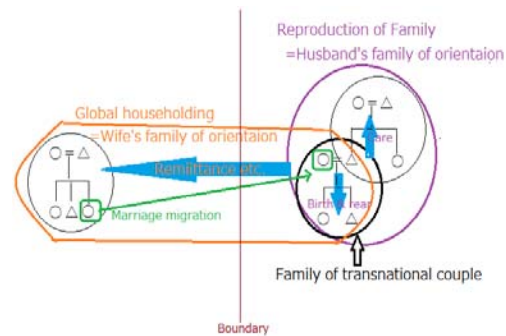 Reproduction of Family
=Husband's family of orientaion
Global householding
=Wife's family of orientaion
Care
Remiittance etc.
Marriage migration
Birth& rear
Family of transnational couple
Boundary